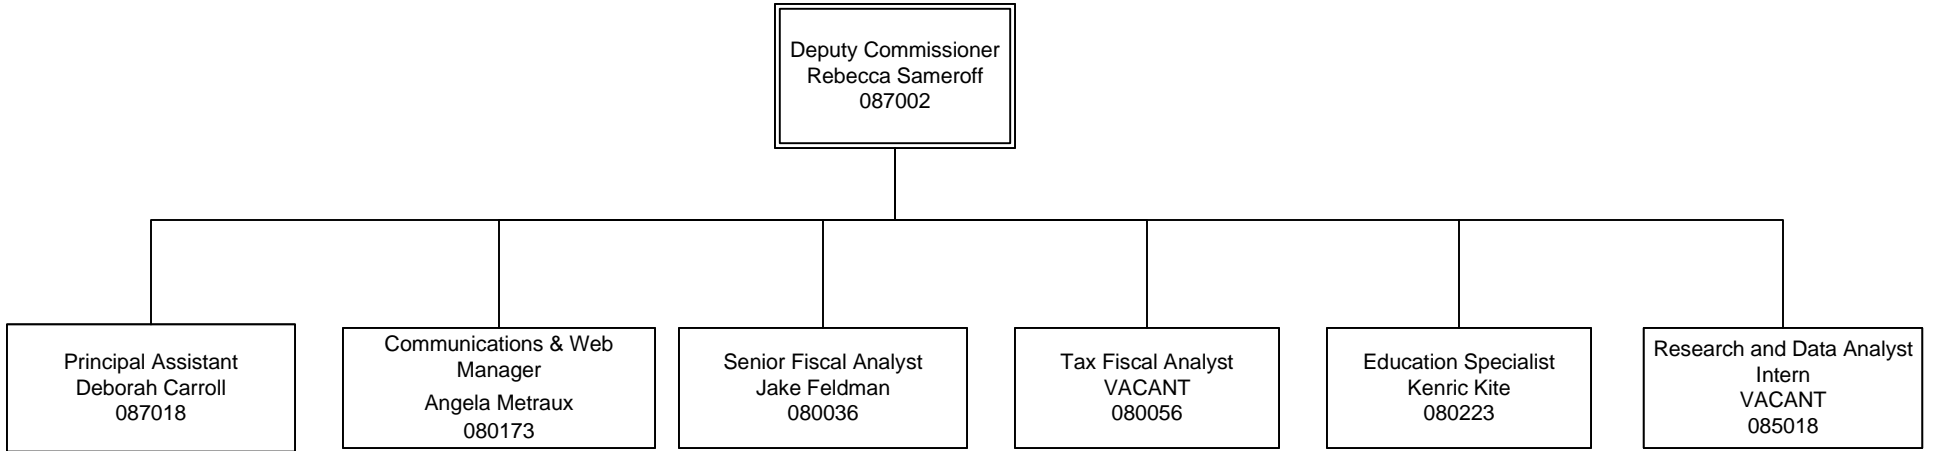 Deputy Commissioner
Rebecca Sameroff
087002
Principal Assistant
Deborah Carroll
087018
Communications & Web
Manager
Angela Metraux
080173
Senior Fiscal Analyst
Jake Feldman
080036
Tax Fiscal Analyst
VACANT
080056
Education Specialist
Kenric Kite
080223
Research and Data Analyst
Intern
VACANT
085018